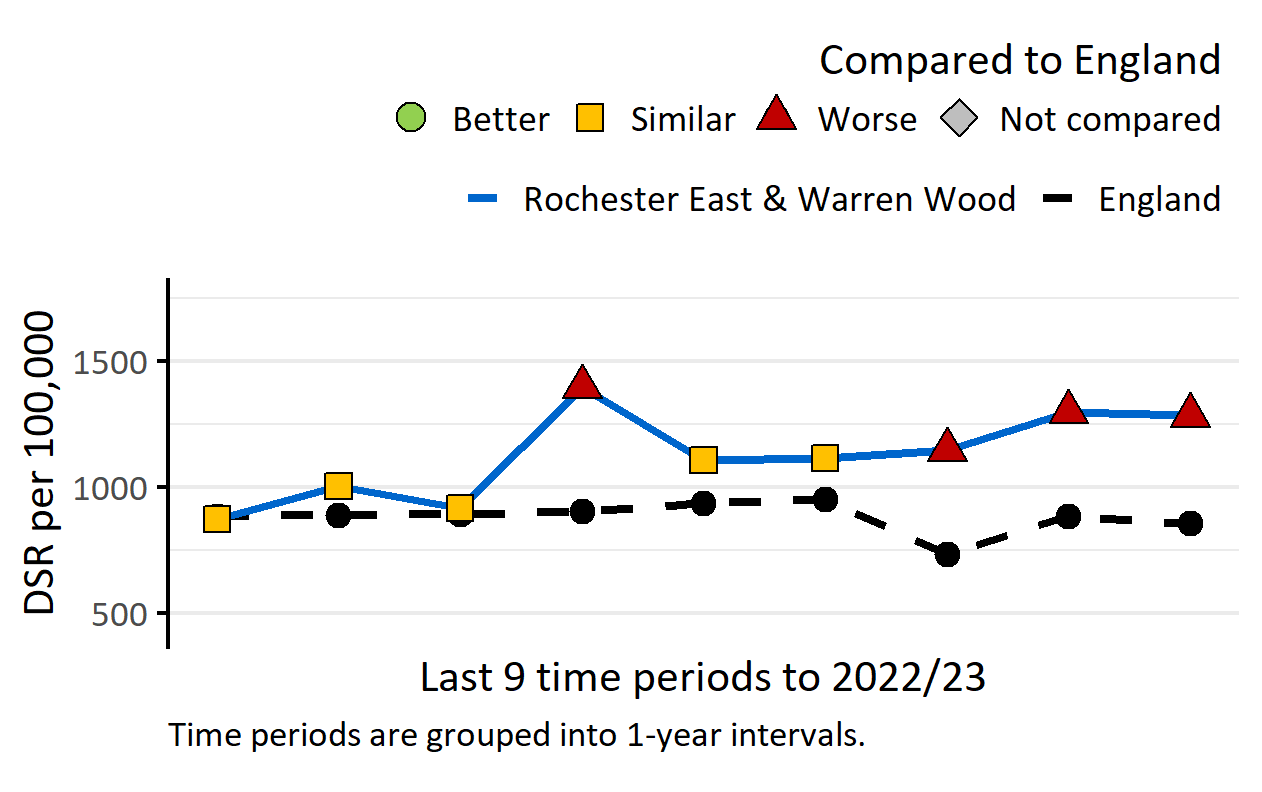 Compared to England
Better Similar Worse Not compared
Rochester East & Warren Wood England
DSR per 100,000
1500
1000
500
Last 9 time periods to 2022/23
Time periods are grouped into 1-year intervals.